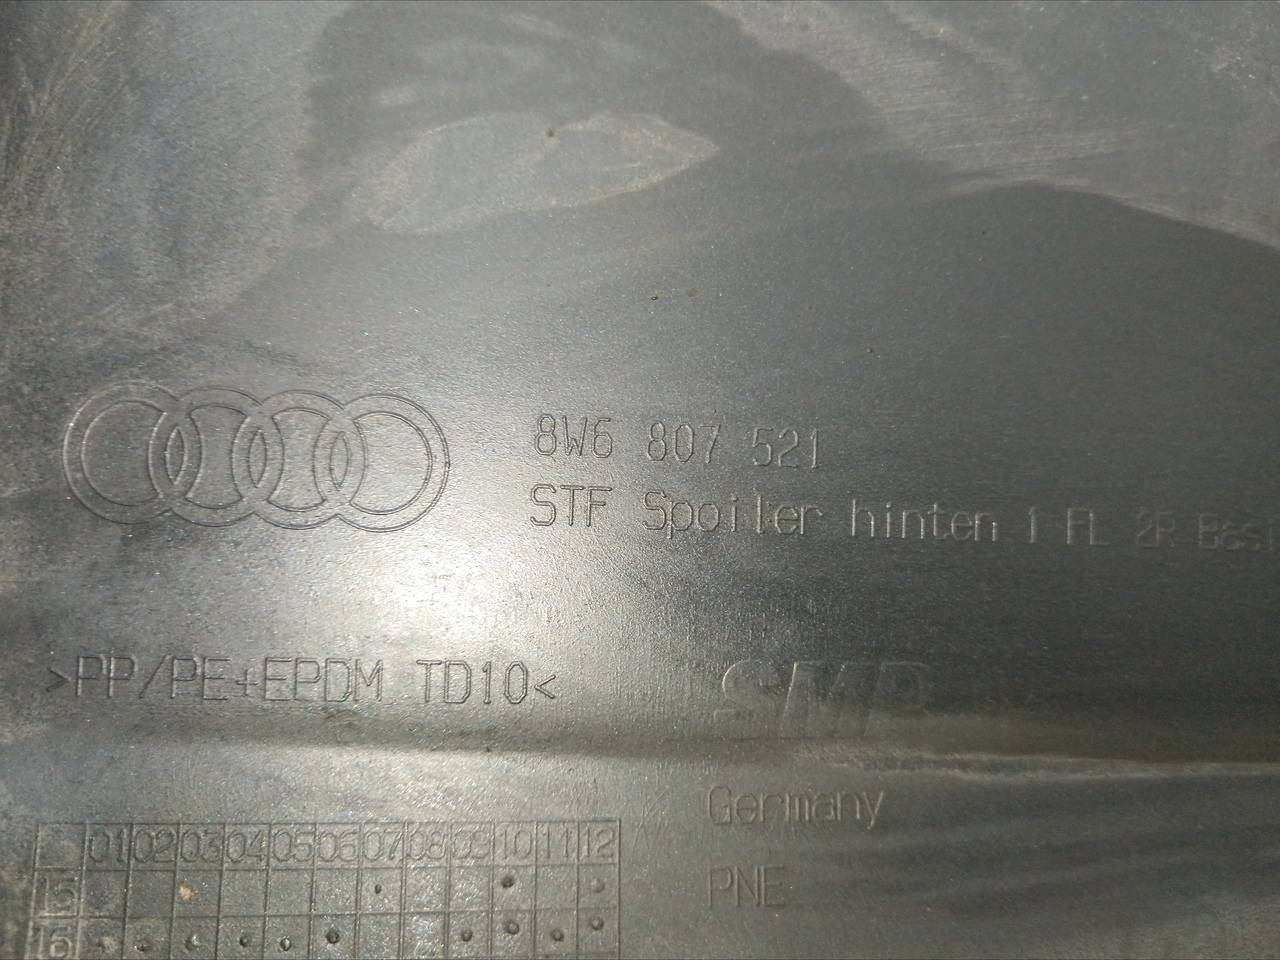 8W6 807 521
STF Spoiler hinten 1 FL 2R Basi
>PP/PE+EPDM TD10<
SMP
Germany
PNE
01 02 03 04 05 06 07 08 09 10 11 12
15
16